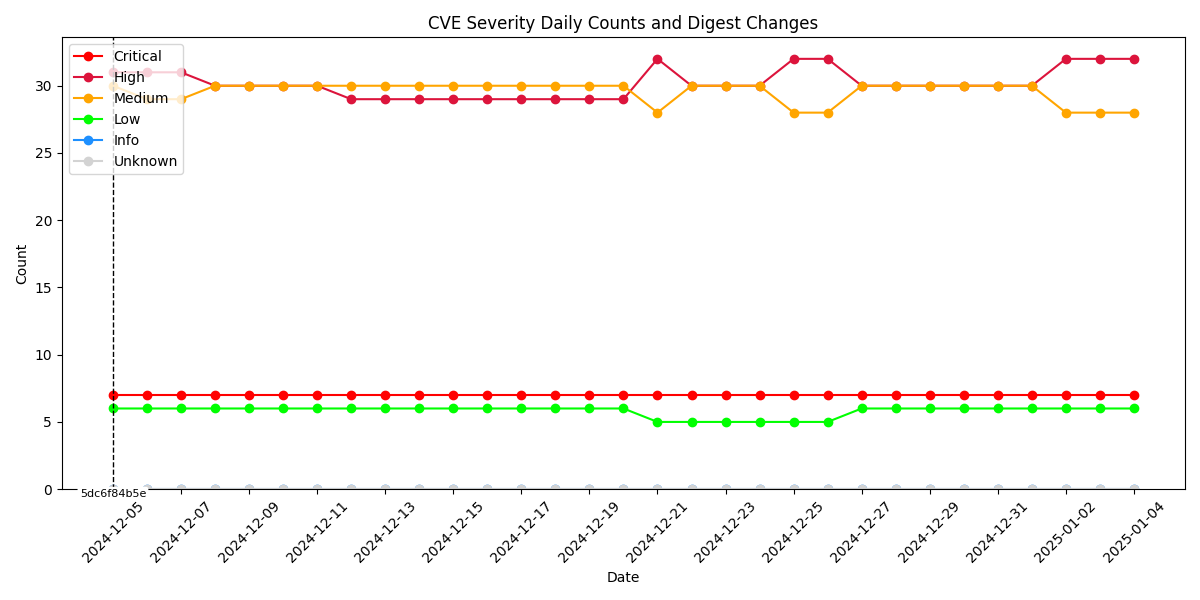 CVE Severity Daily Counts and Digest Changes
Critical
High
Medium
Low
Info
Unknown
Count
30
25
20
15
10
5
0
5dc6f84b5e
2024-12-05
2024-12-07
2024-12-09
2024-12-11
2024-12-13
2024-12-15
2024-12-17
2024-12-19
2024-12-21
2024-12-23
2024-12-25
2024-12-27
2024-12-29
2024-12-31
2025-01-02
2025-01-04
Date